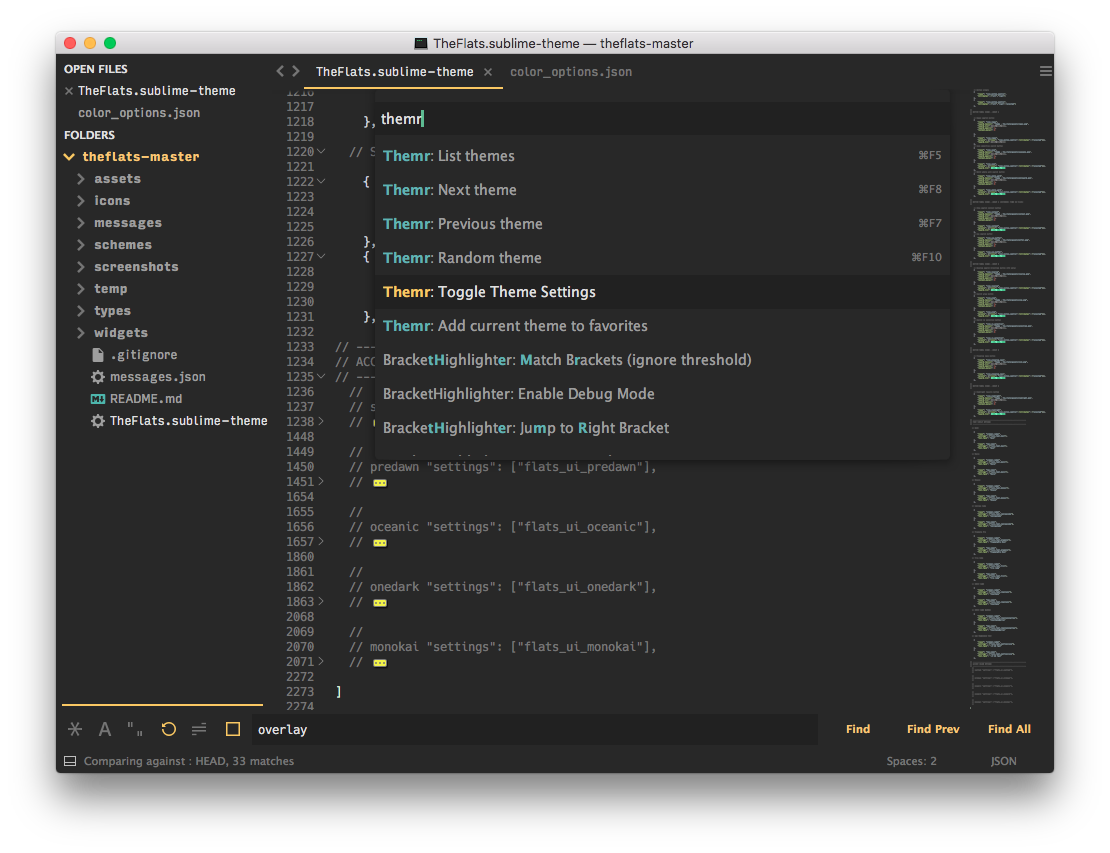 TheFlats.sublime-theme — theflats-master
OPEN FILES
TheFlats.sublime-theme
color_options.json
FOLDERS
theflats-master
assets
icons
messages
schemes
screenshots
temp
types
widgets
.gitignore
messages.json
README.md
TheFlats.sublime-theme
TheFlats.sublime-theme
color_options.json
1216
1217
1218 },
1219
1220 // S
1221
1222 {
1223
1224
1225
1226 },
1227 {
1228
1229
1230
1231 },
1232
1233 // ---
1234 // ACC
1235 // ---
1236 //
1237 // s
1238 //
1448
1449 //
1450 // predawn "settings": ["flats_ui_predawn"],
1451 //
1654
1655 //
1656 // oceanic "settings": ["flats_ui_oceanic"],
1657 //
1860
1861 //
1862 // onedark "settings": ["flats_ui_onedark"],
1863 //
2068
2069 //
2070 // monokai "settings": ["flats_ui_monokai"],
2071 //
2272
2273 ]
2274
themr
Themr: List themes ⌘F5
Themr: Next theme ⌘F8
Themr: Previous theme ⌘F7
Themr: Random theme ⌘F10
Themr: Toggle Theme Settings
Themr: Add current theme to favorites
BracketHighlighter: Match Brackets (ignore threshold)
BracketHighlighter: Enable Debug Mode
BracketHighlighter: Jump to Right Bracket
overlay
Find
Find Prev
Find All
Comparing against : HEAD, 33 matches
Spaces: 2
JSON